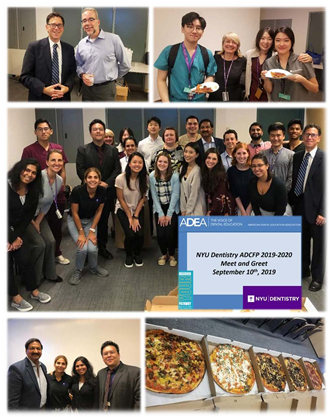 ADEA
THE VOICE OF
DENTAL EDUCATION
NYU Dentistry ADCFP 2019-2020
Meet and Greet
September 10th, 2019
NYU DENTISTRY